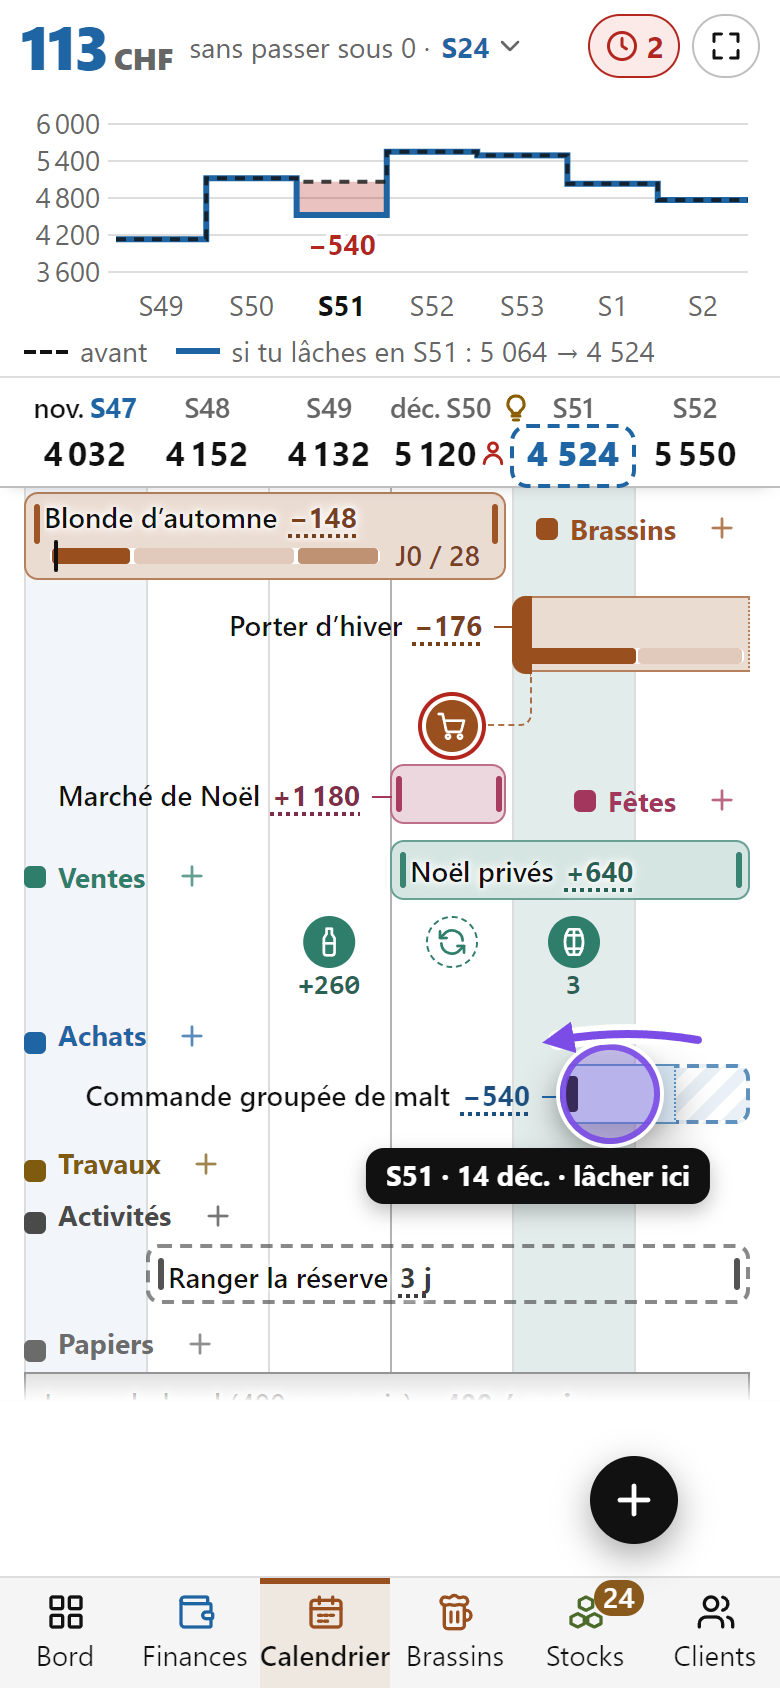 113 CHF sans passer sous 0 · S24
2
6 000
5 400
4 800
4 200
3 600
−540
S49 S50 S51 S52 S53 S1 S2
avant si tu lâches en S51 : 5 064 → 4 524
nov. S47 S48 S49 déc. S50 S51 S52
4 032 4 152 4 132 5 120 4 524 5 550
Blonde d’automne −148
J0 / 28
Brassins +
Porter d’hiver −176
Marché de Noël +1 180
Fêtes +
Noël privés +640
Ventes +
+260
3
Achats +
Commande groupée de malt −540
S51 · 14 déc. · lâcher ici
Travaux +
Activités +
Ranger la réserve 3 j
Papiers +
+
Bord Finances Calendrier Brassins Stocks 24 Clients